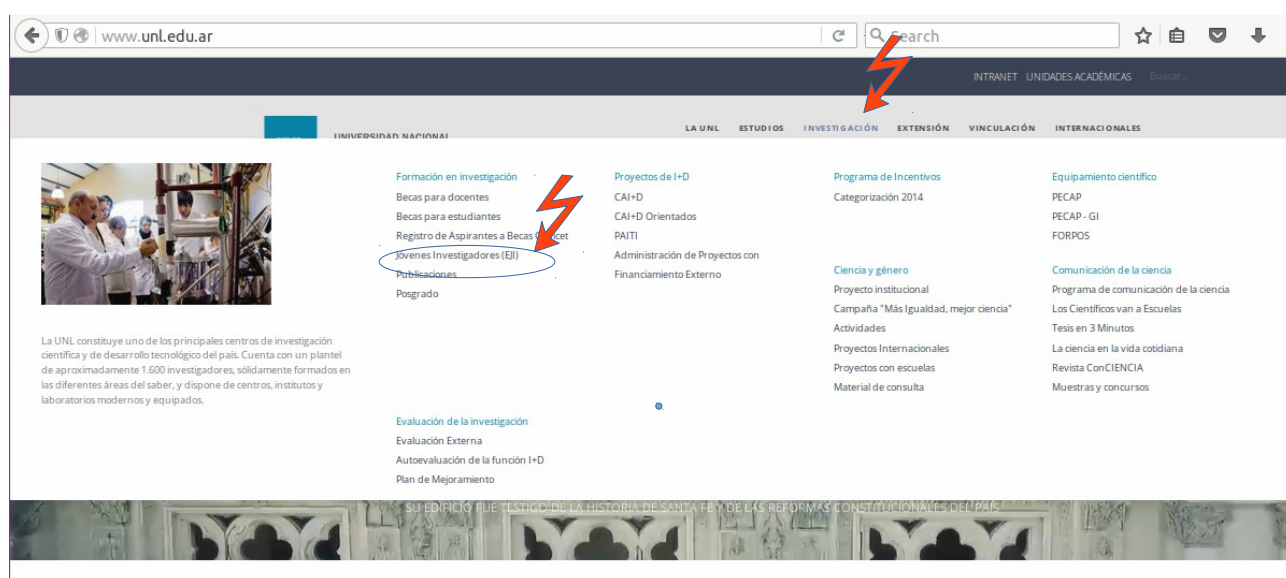 www.unl.edu.ar
Search
INTRANET UNIDADES ACADÉMICAS Buscar...
UNIVERSIDAD NACIONAL
LA UNL ESTUDIOS INVESTIGACIÓN EXTENSIÓN VINCULACIÓN INTERNACIONALES
Formación en investigación
Becas para docentes
Becas para estudiantes
Registro de Aspirantes a Becas
Jóvenes Investigadores (EJI)
Publicaciones
Posgrado
Proyectos de I+D
CAI+D
CAI+D Orientados
PAITI
Administración de Proyectos con
Financiamiento Externo
Programa de Incentivos
Categorización 2014
Equipamiento científico
PECAP
PECAP - GI
FORPOS
Ciencia y género
Proyecto institucional
Campaña "Más Igualdad, mejor ciencia"
Actividades
Proyectos Internacionales
Proyectos con escuelas
Material de consulta
Comunicación de la ciencia
Programa de comunicación de la ciencia
Los Científicos van a Escuelas
Tesis en 3 Minutos
La ciencia en la vida cotidiana
Revista ConCIENCIA
Muestras y concursos
La UNL constituye uno de los principales centros de investigación
científica y de desarrollo tecnológico del país. Cuenta con un plantel
de aproximadamente 1.600 investigadores, sólidamente formados en
las diferentes áreas del saber, y dispone de centros, institutos y
laboratorios modernos y equipados.
Evaluación de la investigación
Evaluación Externa
Autoevaluación de la función I+D
Plan de Mejoramiento
SU EDIFICIO FUE TESTIGO DE LA HISTORIA DE SANTA FE Y DE LAS REFORMAS CONSTITUCIONALES DEL PAÍS